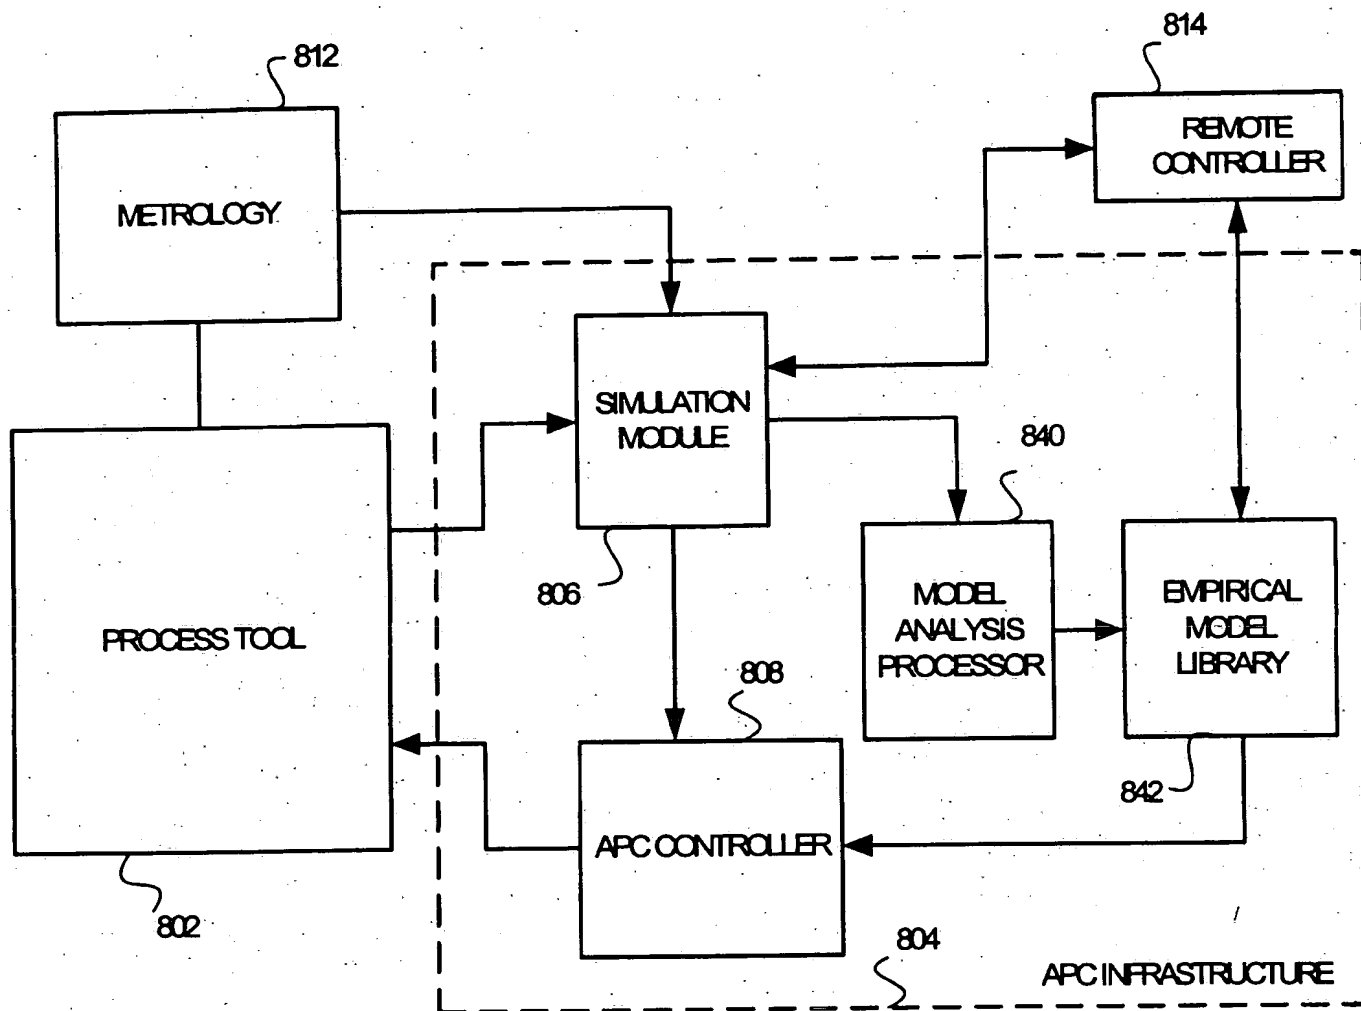 812
814
REMOTE
CONTROLLER
METROLOGY
SIMULATION
MODULE
840
806
MODEL
ANALYSIS
PROCESSOR
EMPIRICAL
MODEL
LIBRARY
PROCESS TOOL
808
842
APC CONTROLLER
802
804
APC INFRASTRUCTURE